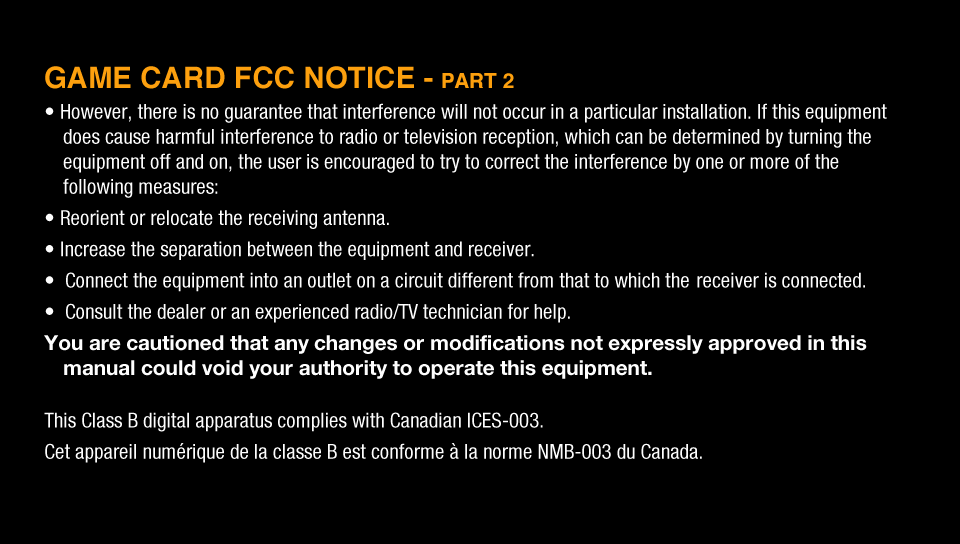 GAME CARD FCC NOTICE - PART 2
• However, there is no guarantee that interference will not occur in a particular installation. If this equipment
does cause harmful interference to radio or television reception, which can be determined by turning the
equipment off and on, the user is encouraged to try to correct the interference by one or more of the
following measures:
• Reorient or relocate the receiving antenna.
• Increase the separation between the equipment and receiver.
• Connect the equipment into an outlet on a circuit different from that to which the receiver is connected.
• Consult the dealer or an experienced radio/TV technician for help.
You are cautioned that any changes or modifications not expressly approved in this
manual could void your authority to operate this equipment.
This Class B digital apparatus complies with Canadian ICES-003.
Cet appareil numérique de la classe B est conforme à la norme NMB-003 du Canada.